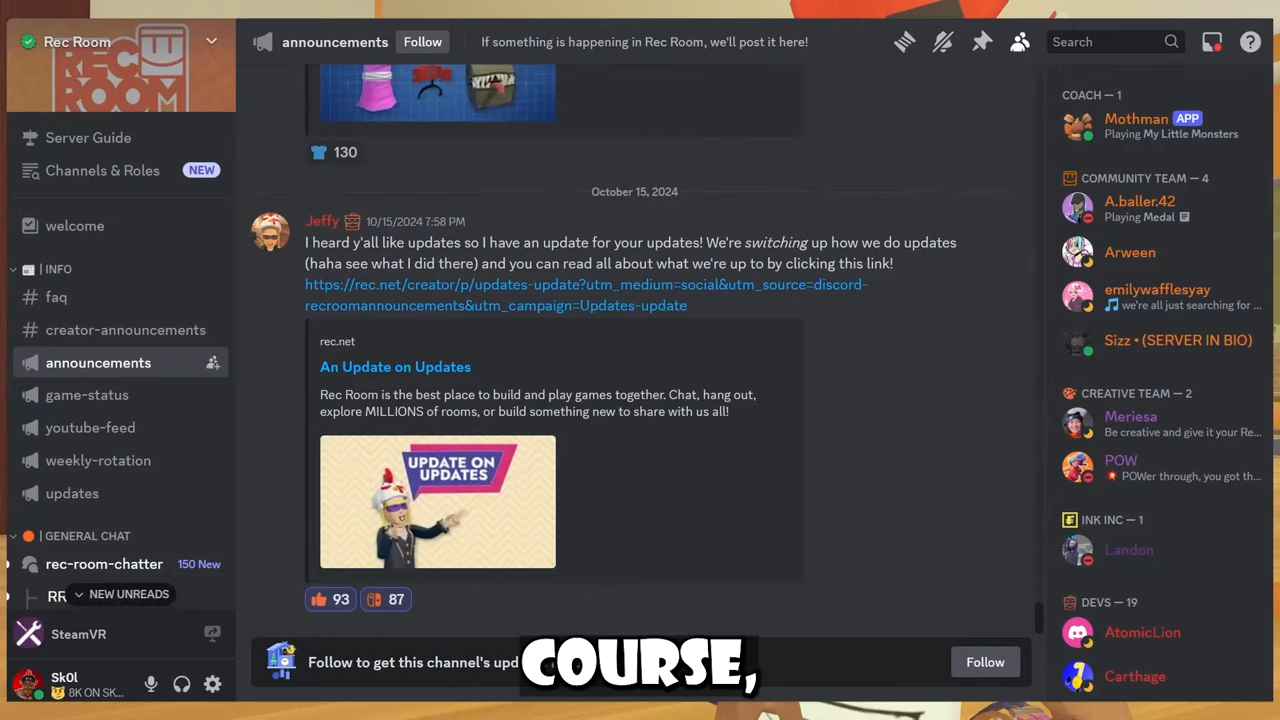 Rec Room
REC
ROOM
Server Guide
Channels & Roles NEW
welcome
INFO
faq
creator-announcements
announcements
game-status
youtube-feed
weekly-rotation
updates
| GENERAL CHAT
rec-room-chatter 150 New
RR
NEW UNREADS
SteamVR
Sk0l
8K ON SK...
announcements Follow If something is happening in Rec Room, we'll post it here!
Search
130
October 15, 2024
Jeffy 10/15/2024 7:58 PM
I heard y'all like updates so I have an update for your updates! We're switching up how we do updates
(haha see what I did there) and you can read all about what we're up to by clicking this link!
https://rec.net/creator/p/updates-update?utm_medium=social&utm_source=discord-
recroomannouncements&utm_campaign=Updates-update
rec.net
An Update on Updates
Rec Room is the best place to build and play games together. Chat, hang out,
explore MILLIONS of rooms, or build something new to share with us all!
UPDATE ON
UPDATES
93 87
Follow to get this channel's upd
Follow
COURSE,
COACH — 1
Mothman APP
Playing My Little Monsters
COMMUNITY TEAM — 4
A.baller.42
Playing Medal
Arween
emilywafflesyay
we're all just searching for ...
Sizz • (SERVER IN BIO)
CREATIVE TEAM — 2
Meriesa
Be creative and give it your Re...
POW
POWer through, you got th...
INK INC — 1
Landon
DEVS — 19
AtomicLion
Carthage